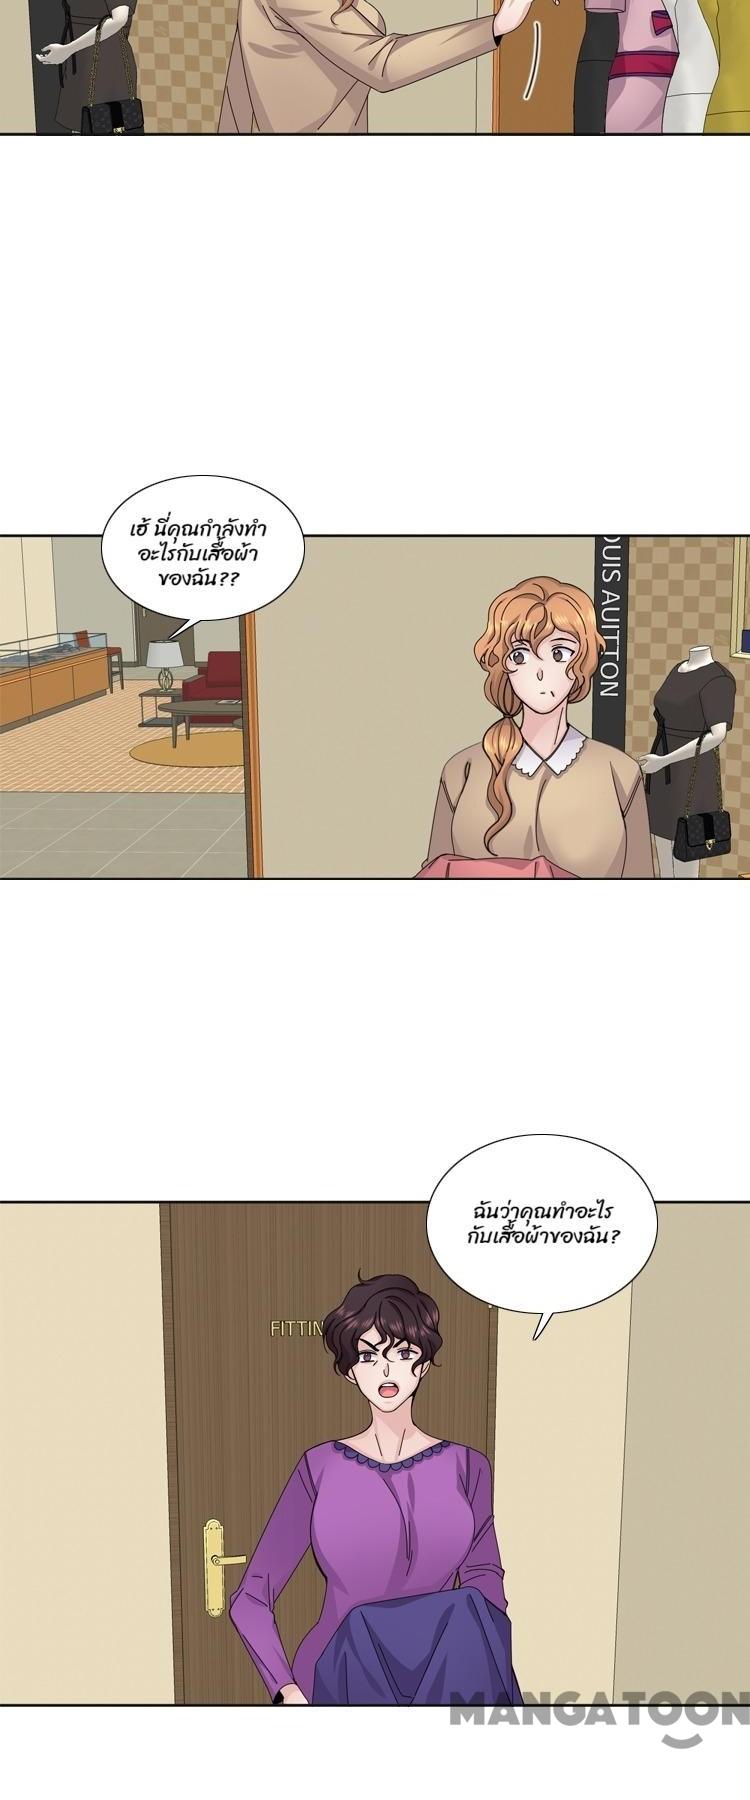 เฮ้ นี่คุณกำลังทำ
อะไรกับเสื้อผ้า
ของฉัน??
OUIS AUITTON
ฉันว่าคุณทำอะไร
กับเสื้อผ้าของฉัน?
FITTIN
MANGATOON